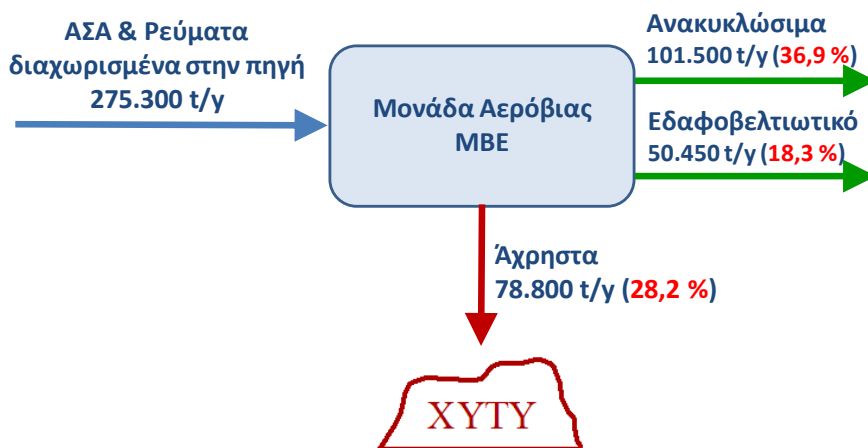 ΑΣΑ & Ρεύματα
διαχωρισμένα στην πηγή
275.300 t/y
Μονάδα Αερόβιας
ΜΒΕ
Ανακυκλώσιμα
101.500 t/y (36,9 %)
Εδαφοβελτιωτικό
50.450 t/y (18,3 %)
Άχρηστα
78.800 t/y (28,2 %)
ΧΥΤΥ